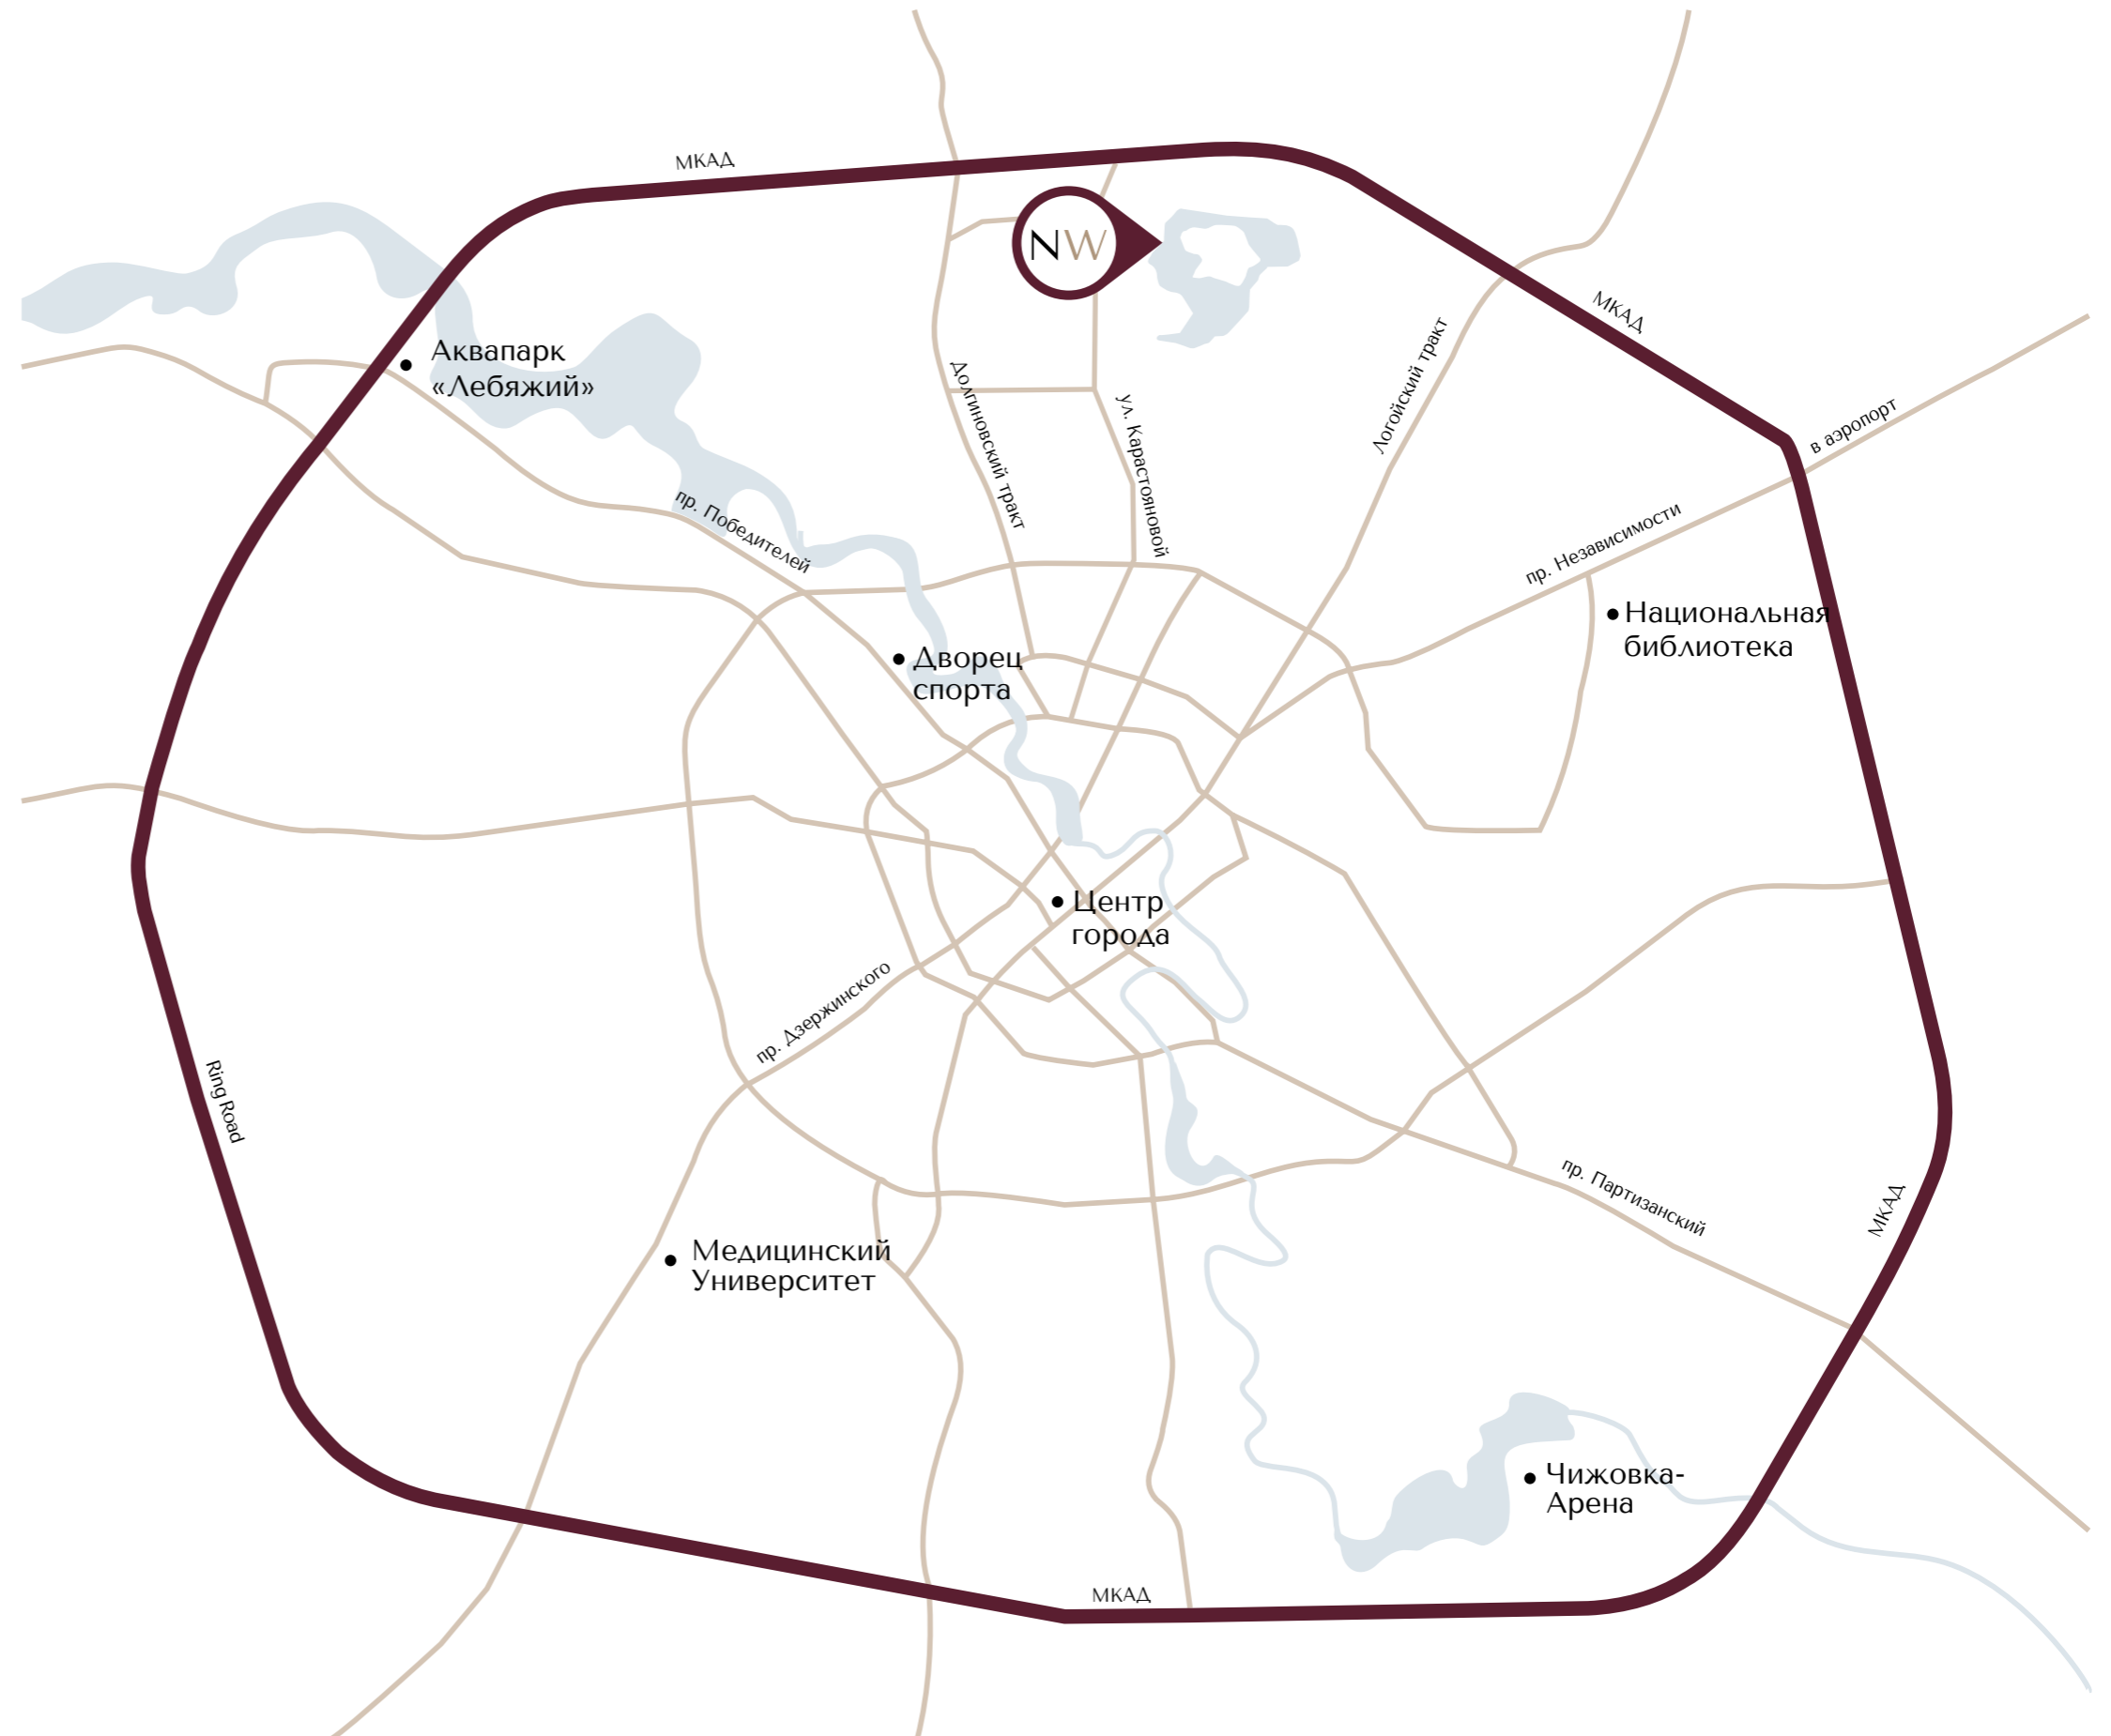 МКАД
NW
МКАД
Аквапарк
«Лебяжий»
Долгиновский тракт
ул. Карастояновой
Логойский тракт
в аэропорт
пр. Победителей
пр. Независимости
Национальная
библиотека
Дворец
спорта
Центр
города
пр. Дзержинского
Ring Road
пр. Партизанский
МКАД
Медицинский
Университет
Чижовка-
Арена
МКАД